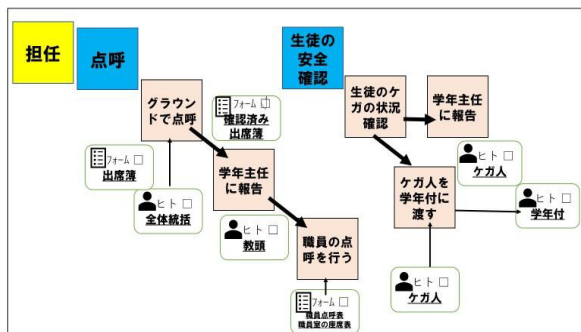 担任
点呼
生徒の
安全
確認
グラウ
ンドで点
呼
フォーム
確認済み
出席簿
フォーム □
出席簿
ヒト □
全体統括
学年主任
に報告
ヒト □
教頭
職員の点
呼を行う
フォーム □
職員点呼表
職員室の座席表
生徒のケ
ガの状況
確認
学年主任
に報告
ヒト □
ケガ人
ケガ人を
学年付に
渡す
ヒト □
学年付
ヒト □
ケガ人